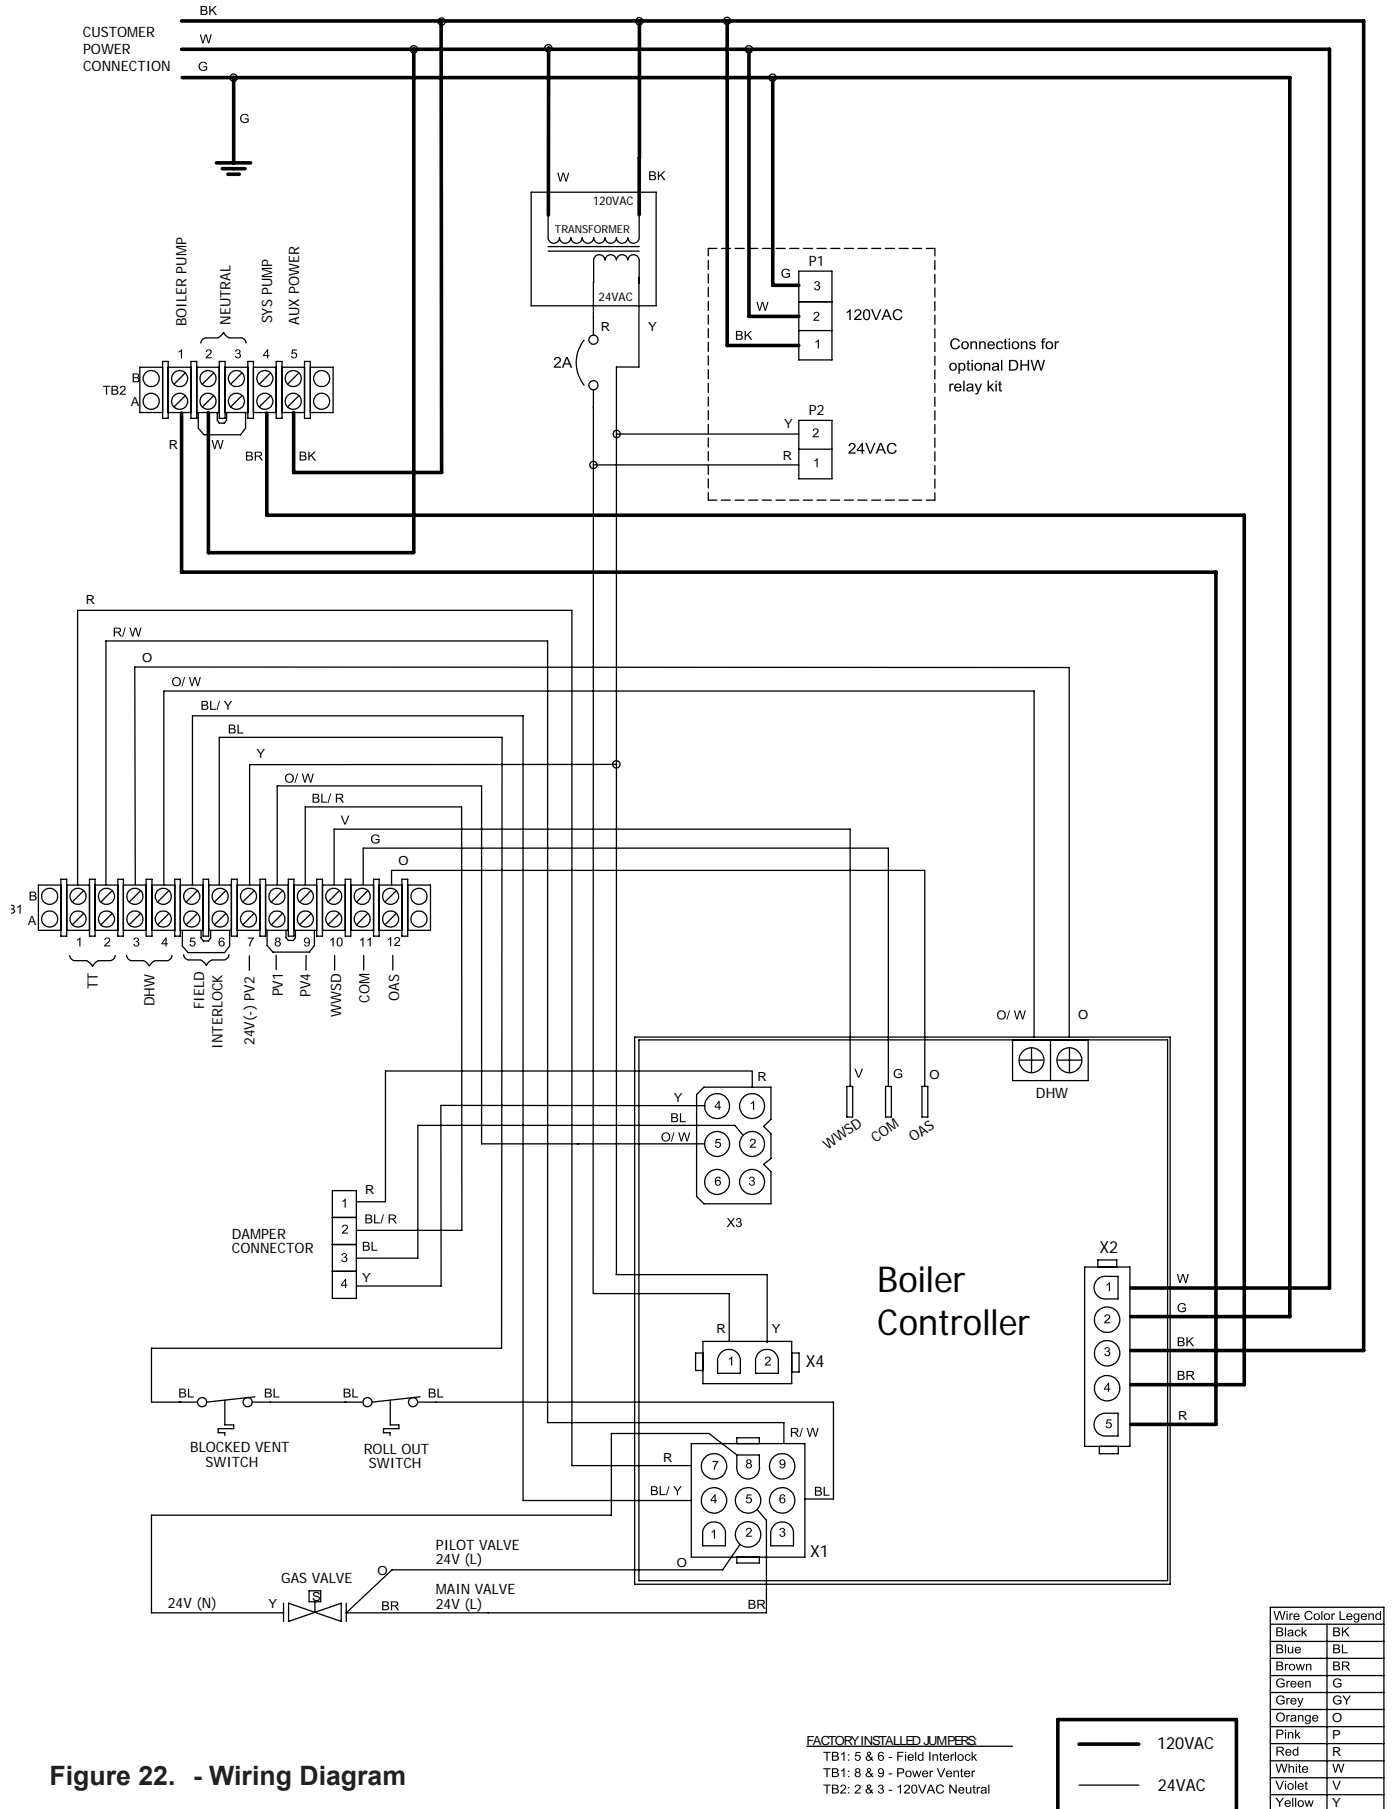 BK
CUSTOMER
POWER
CONNECTION
W
G
G
W
BK
120VAC
TRANSFORMER
24VAC
R
Y
2A
BOILER PUMP
NEUTRAL
SYS PUMP
AUX POWER
1 2 3 4 5
B
TB2
A
R
W
BR
BK
P1
G
3
W
2
120VAC
BK
1
Connections for
optional DHW
relay kit
P2
Y
2
24VAC
R
1
R
R/ W
O
O/ W
BL/ Y
BL
Y
O/ W
BL/ R
V
G
O
B
31
A
1 2 3 4 5 6 7 8 9 10 11 12
TT
DHW
FIELD
INTERLOCK
24V(-) PV2
PV1
PV4
WWSD
COM
OAS
O/ W
O
DHW
V
G
O
WWSD
COM
OAS
R
Y
4 1
BL
O/ W
5 2
6 3
X3
DAMPER
CONNECTOR
1
R
2
BL/ R
3
BL
4
Y
Boiler
Controller
X2
1
W
2
G
3
BK
4
BR
5
R
R
Y
1 2
X4
BL
BL
BL
BL
BLOCKED VENT
SWITCH
ROLL OUT
SWITCH
R/ W
R
7 8 9
BL/ Y
4 5 6
BL
1 2 3
X1
PILOT VALVE
24V (L)
O
O
GAS VALVE
S
MAIN VALVE
24V (L)
24V (N)
Y
BR
BR
Wire Color Legend
Black BK
Blue BL
Brown BR
Green G
Grey GY
Orange O
Pink P
Red R
White W
Violet V
Yellow Y
FACTORY INSTALLED JUMPERS:
TB1: 5 & 6 - Field Interlock
TB1: 8 & 9 - Power Venter
TB2: 2 & 3 - 120VAC Neutral
120VAC
24VAC
Figure 22. - Wiring Diagram